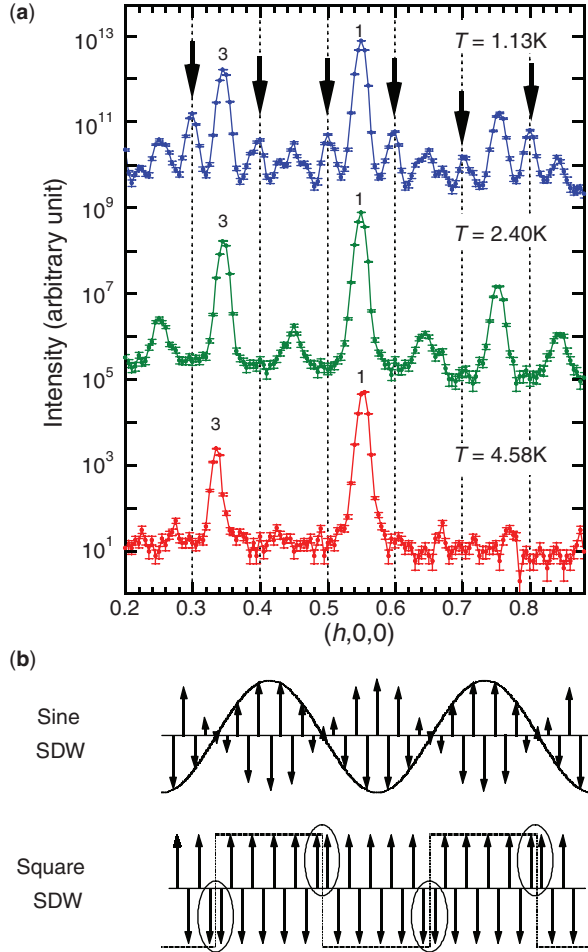 (a)
T = 1.13K
T = 2.40K
T = 4.58K
3
1
3
1
3
1
10^13
10^11
10^9
10^7
10^5
10^3
10^1
Intensity (arbitrary unit)
0.2 0.3 0.4 0.5 0.6 0.7 0.8
(h,0,0)
(b)
Sine
SDW
Square
SDW